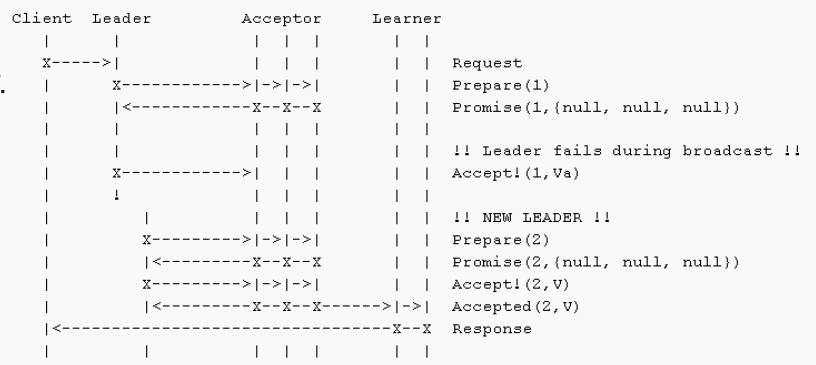 Client  Leader         Acceptor     Learner
   |      |             |  |  |       |  |
   X----->|             |  |  |       |  |  Request
   |      X------------>|->|->|       |  |  Prepare(1)
   |      |<------------X--X--X       |  |  Promise(1,{null, null, null})
   |      |             |  |  |       |  |
   |      |             |  |  |       |  |  !! Leader fails during broadcast !!
   |      X------------>|  |  |       |  |  Accept!(1,Va)
   |      !             |  |  |       |  |
   |         |          |  |  |       |  |  !! NEW LEADER !!
   |         X--------->|->|->|       |  |  Prepare(2)
   |         |<---------X--X--X       |  |  Promise(2,{null, null, null})
   |         X--------->|->|->|       |  |  Accept!(2,V)
   |         |<---------X--X--X------>|->|  Accepted(2,V)
   |<---------------------------------X--X  Response
   |         |          |  |  |       |  |